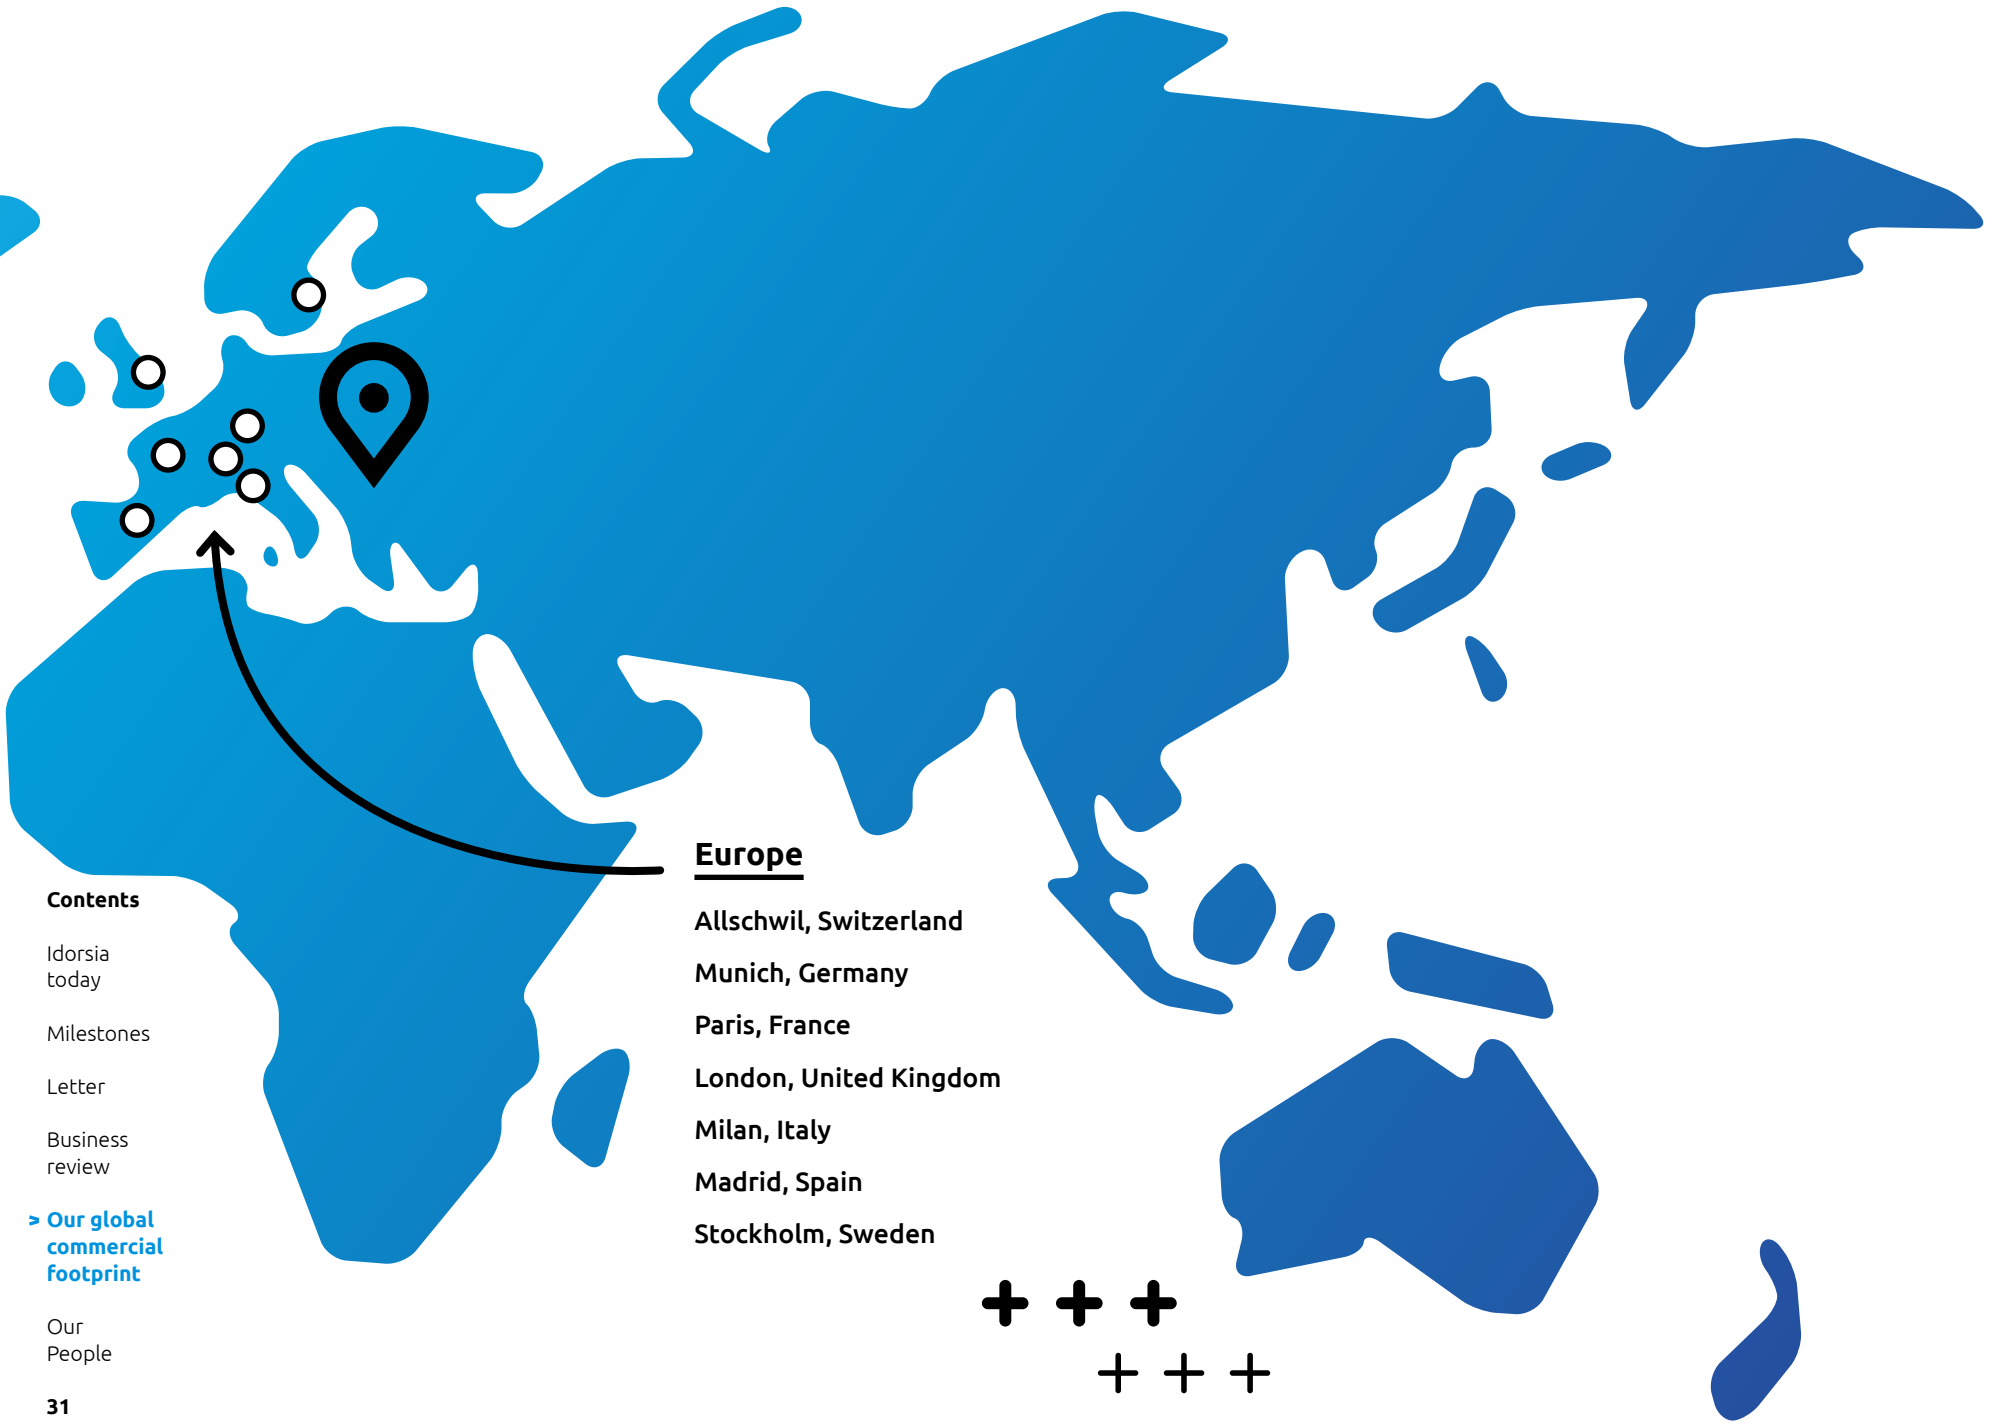 Europe
Allschwil, Switzerland
Munich, Germany
Paris, France
London, United Kingdom
Milan, Italy
Madrid, Spain
Stockholm, Sweden
Contents
Idorsia
today
Milestones
Letter
Business
review
> Our global
commercial
footprint
Our
People
31